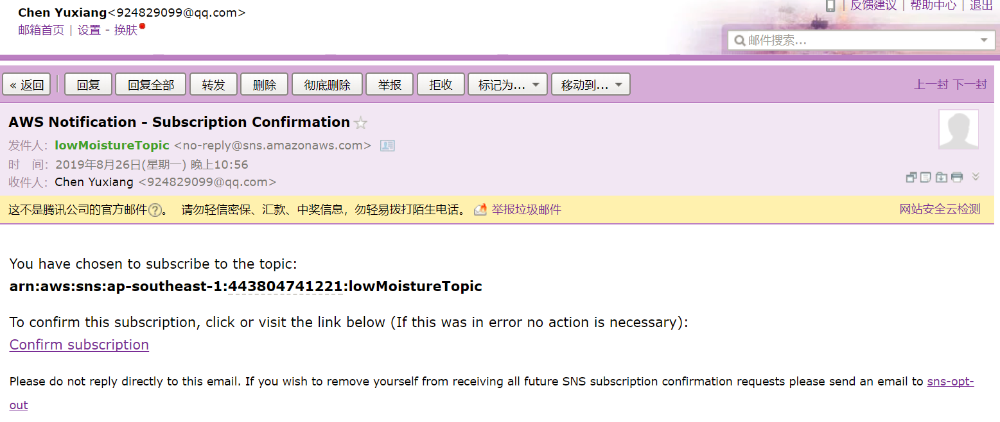 Chen Yuxiang<924829099@qq.com>
反馈建议 | 帮助中心 | 退出
邮箱首页 | 设置 - 换肤
邮件搜索...
« 返回 回复 回复全部 转发 删除 彻底删除 举报 拒收 标记为... 移动到... 上一封 下一封
AWS Notification - Subscription Confirmation
发件人： lowMoistureTopic <no-reply@sns.amazonaws.com>
时 间： 2019年8月26日(星期一) 晚上10:56
收件人： Chen Yuxiang <924829099@qq.com>
这不是腾讯公司的官方邮件?。 请勿轻信密保、汇款、中奖信息，勿轻易拨打陌生电话。 举报垃圾邮件 网站安全云检测
You have chosen to subscribe to the topic:
arn:aws:sns:ap-southeast-1:443804741221:lowMoistureTopic
To confirm this subscription, click or visit the link below (If this was in error no action is necessary):
Confirm subscription
Please do not reply directly to this email. If you wish to remove yourself from receiving all future SNS subscription confirmation requests please send an email to sns-opt-
out